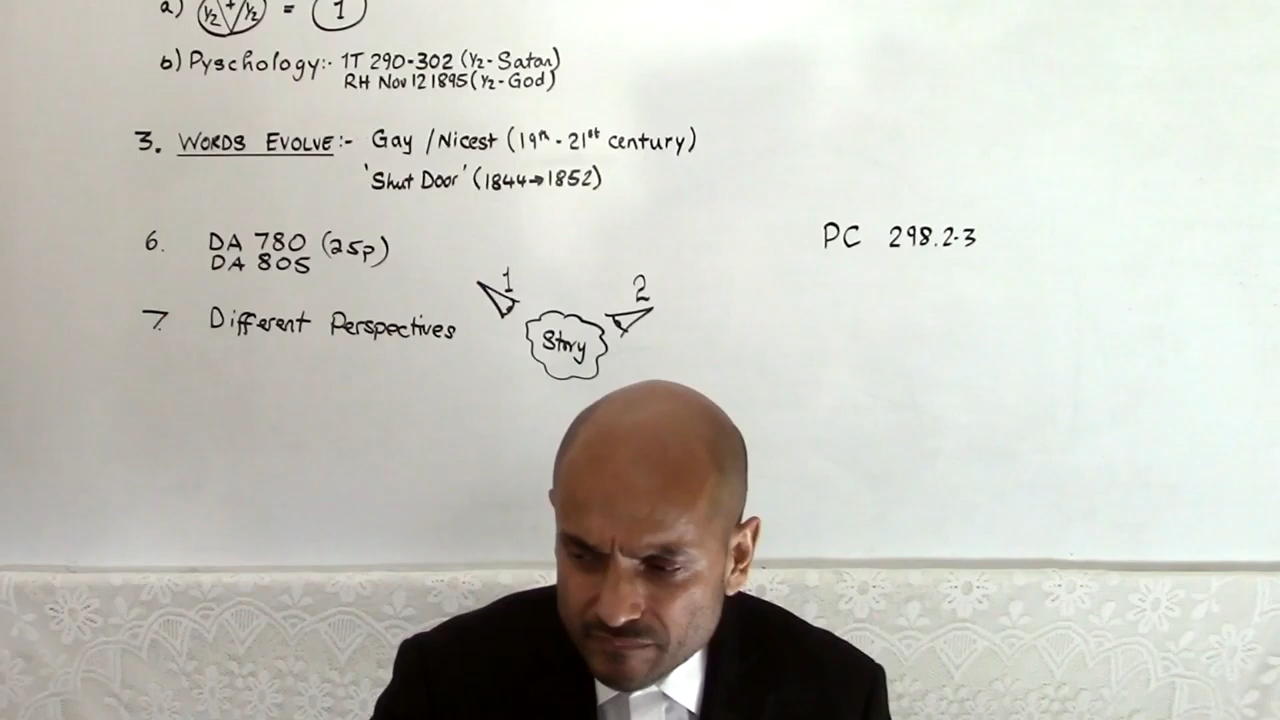 a) 1/2 + 1/2 = 1
b) Pyschology:- 1T 290-302 (1/2-Satan)
RH Nov 12 1895 (1/2-God)
3. WORDS EVOLVE:- Gay / Nicest (19th - 21st century)
'Shut Door' (1844→1852)
6. DA 780 (25p)
DA 805
PC 298.2-3
7. Different Perspectives
1
2
Story